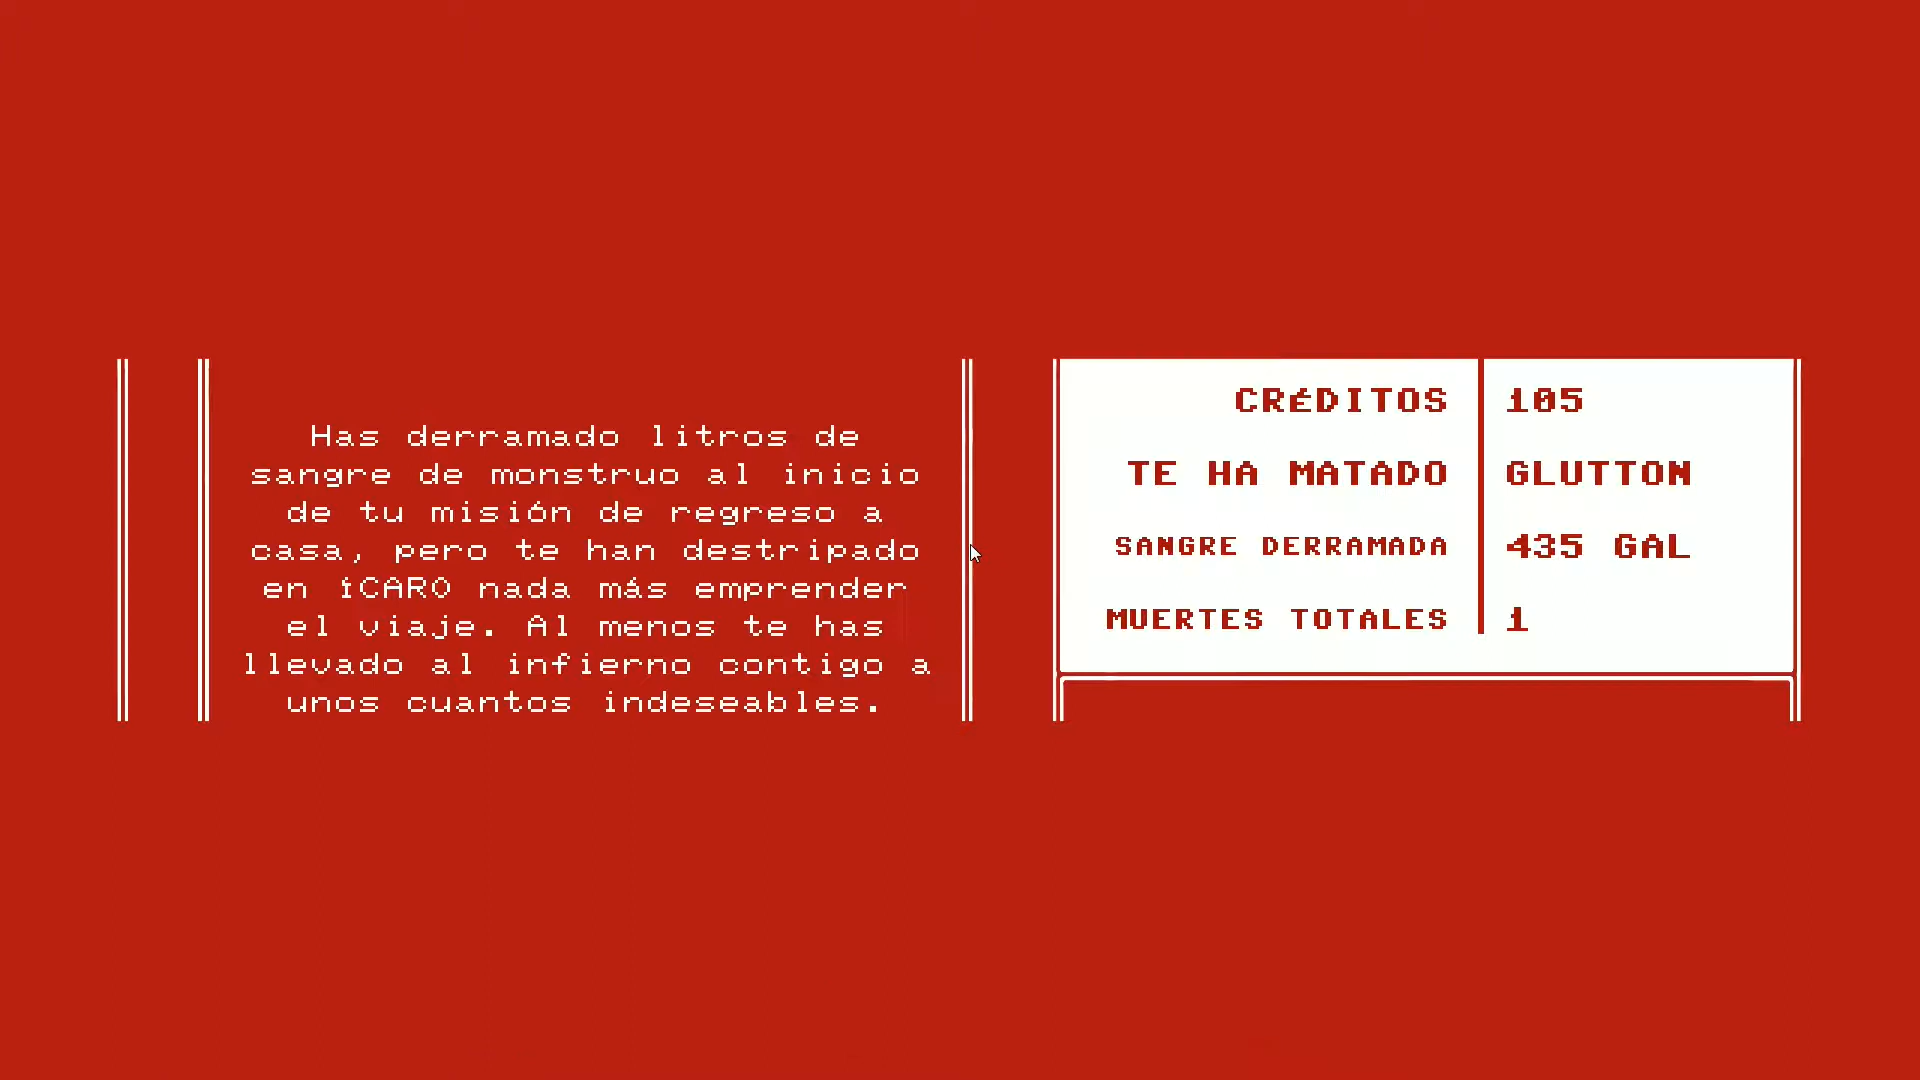 Has derramado litros de
sangre de monstruo al inicio
de tu misión de regreso a
casa, pero te han destripado
en íCARO nada más emprender
el viaje. Al menos te has
llevado al infierno contigo a
unos cuantos indeseables.
CRÉDITOS 105
TE HA MATADO GLUTTON
SANGRE DERRAMADA 435 GAL
MUERTES TOTALES 1